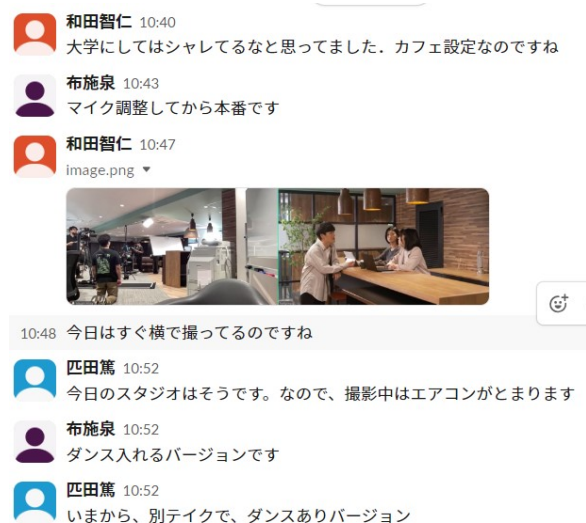 和田智仁 10:40
大学にしてはシャレてるなと思ってました．カフェ設定なのですね
布施泉 10:43
マイク調整してから本番です
和田智仁 10:47
image.png
10:48 今日はすぐ横で撮ってるのですね
匹田篤 10:52
今日のスタジオはそうです。なので、撮影中はエアコンがとまります
布施泉 10:52
ダンス入れるバージョンです
匹田篤 10:52
いまから、別テイクで、ダンスありバージョン